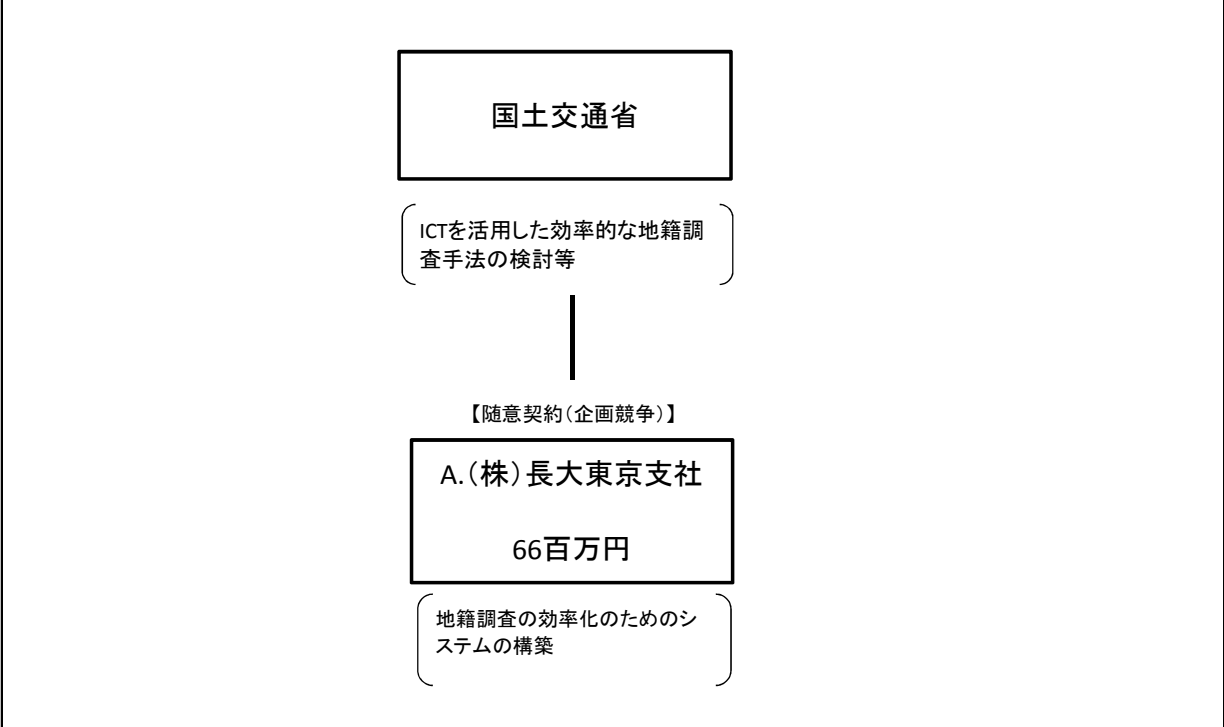 国土交通省
ICTを活用した効率的な地籍調
査手法の検討等
【随意契約(企画競争)】
A.(株)長大東京支社
66百万円
地籍調査の効率化のためのシ
ステムの構築